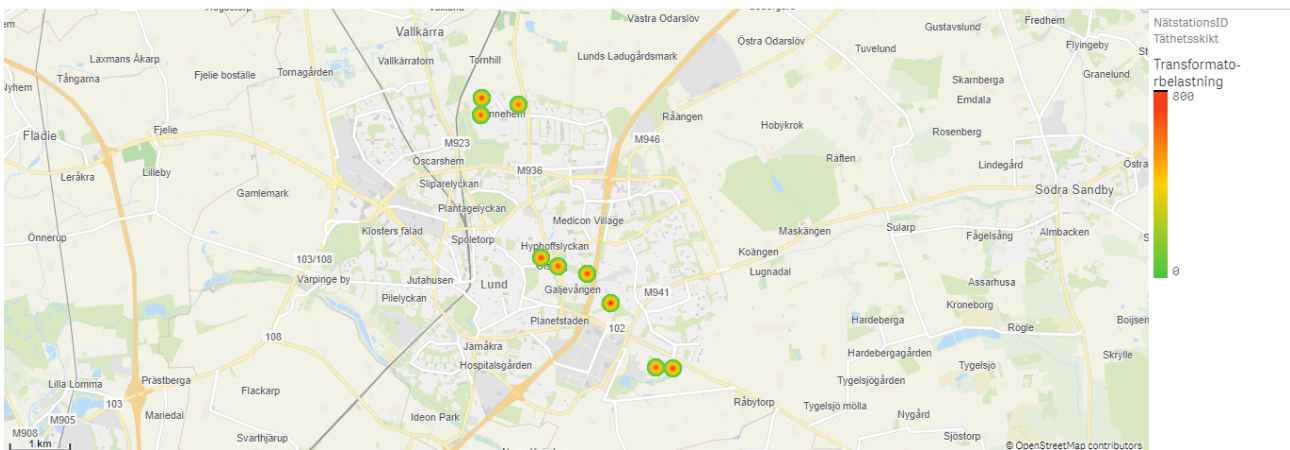 Västra Odarslöv
Gustavslund
Fredhem
Vallkärra
Östra Odarslöv
Tuvelund
Flyingeby
Laxmans Åkarp
Vallkärratorn
Tornhill
Lunds Ladugårdsmark
Fjelie boställe
Tornagården
Tångarna
Skarnberga
Granelund
Nyhem
Emdala
Råängen
Hobykrok
Rosenberg
Flädie
Fjelie
M923
M946
Öscarshem
Räften
Lindegård
Östra
Leråkra
Lilleby
M936
Sliparelyckan
Gamlemark
Södra Sandby
Plantagelyckan
Medicon Village
Klosters fälad
Maskängen
Sularp
Fågelsång
Almbacken
Önnerup
Spoletorp
Hyphoffslyckan
Koängen
103/108
Lugnadal
Värpinge by
Jutahusen
Lund
Galjevången
M941
Assarhusa
Pilelyckan
Kroneborg
Planetstaden
102
Hardeberga
Rögle
Boijsen
108
Järnåkra
Hardebergagården
Skrylle
Hospitalsgården
Tygelsjö
Lilla Lomma
Prästberga
Flackarp
Tygelsjögården
103
Råbytorp
Tygelsjö mölla
M905
Mariedal
Ideon Park
Nygård
M908
Svarthjärup
Sjöstorp
1 km
© OpenStreetMap contributors
NätstationsID
Täthetsskikt
Transformato-
rbelastning
800
0